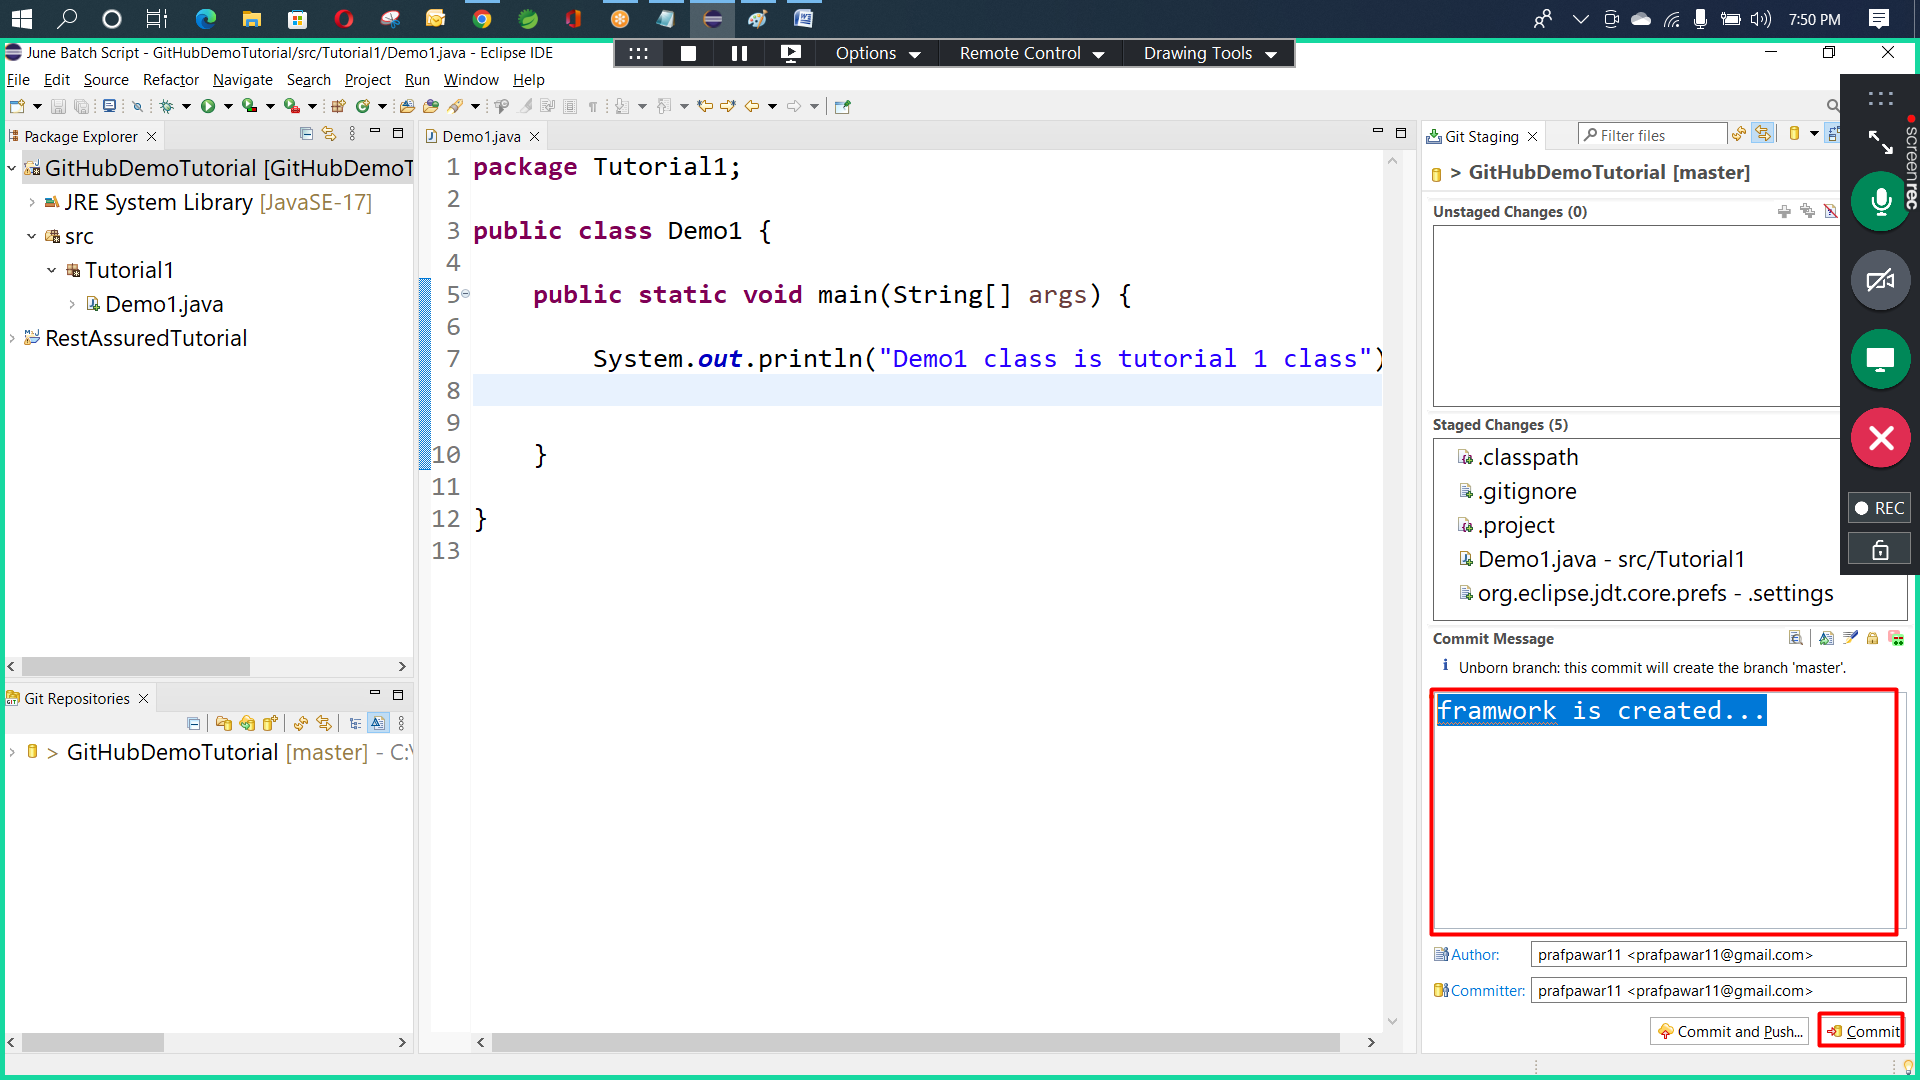 7:50 PM
June Batch Script - GitHubDemoTutorial/src/Tutorial1/Demo1.java - Eclipse IDE
Options
Remote Control
Drawing Tools
File Edit Source Refactor Navigate Search Project Run Window Help
Package Explorer
GitHubDemoTutorial [GitHubDemoT
JRE System Library [JavaSE-17]
src
Tutorial1
Demo1.java
RestAssuredTutorial
Git Repositories
> GitHubDemoTutorial [master] - C:\
Demo1.java
1 package Tutorial1;
2
3 public class Demo1 {
4
5 public static void main(String[] args) {
6
7 System.out.println("Demo1 class is tutorial 1 class")
8
9
10 }
11
12 }
13
Git Staging
Filter files
> GitHubDemoTutorial [master]
Unstaged Changes (0)
Staged Changes (5)
.classpath
.gitignore
.project
Demo1.java - src/Tutorial1
org.eclipse.jdt.core.prefs - .settings
Commit Message
Unborn branch: this commit will create the branch 'master'.
framwork is created...
Author: prafpawar11 <prafpawar11@gmail.com>
Committer: prafpawar11 <prafpawar11@gmail.com>
Commit and Push...
Commit
screenrec
REC